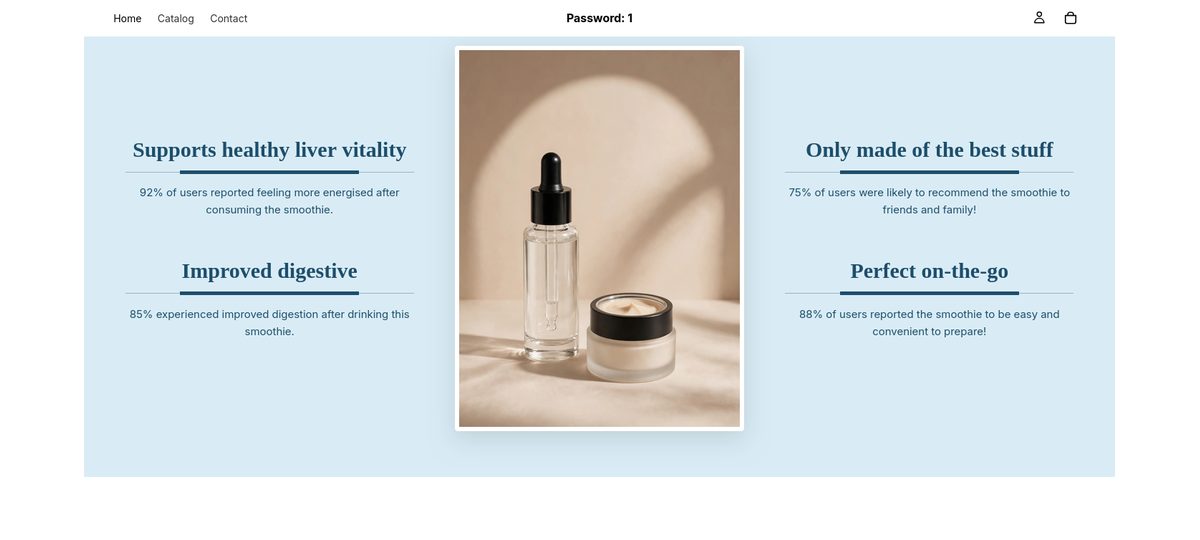 Home Catalog Contact
Password: 1
Supports healthy liver vitality
92% of users reported feeling more energised after
consuming the smoothie.
Improved digestive
85% experienced improved digestion after drinking this
smoothie.
Only made of the best stuff
75% of users were likely to recommend the smoothie to
friends and family!
Perfect on-the-go
88% of users reported the smoothie to be easy and
convenient to prepare!